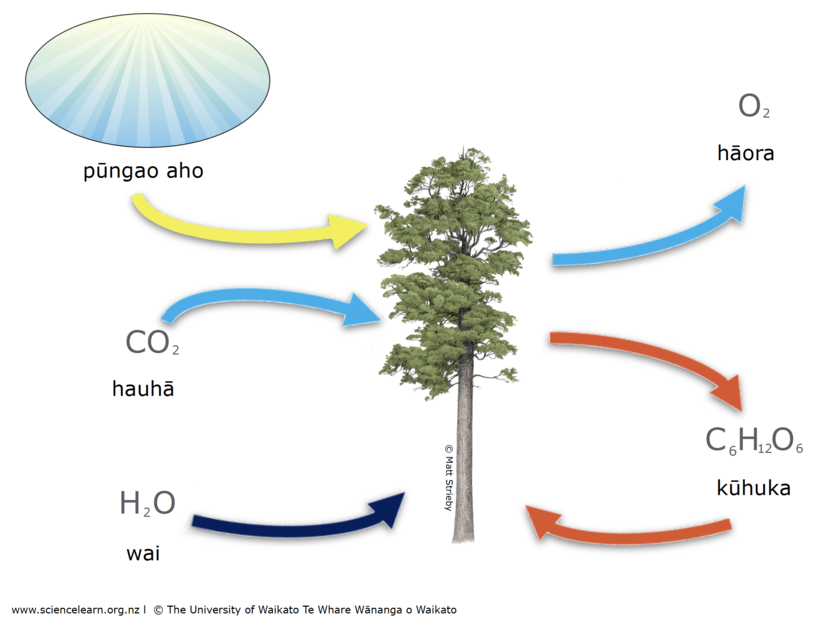 pūngao aho
CO₂
hauhā
H₂O
wai
O₂
hāora
C₆H₁₂O₆
kūhuka
© Matt Strieby
www.sciencelearn.org.nz l © The University of Waikato Te Whare Wānanga o Waikato